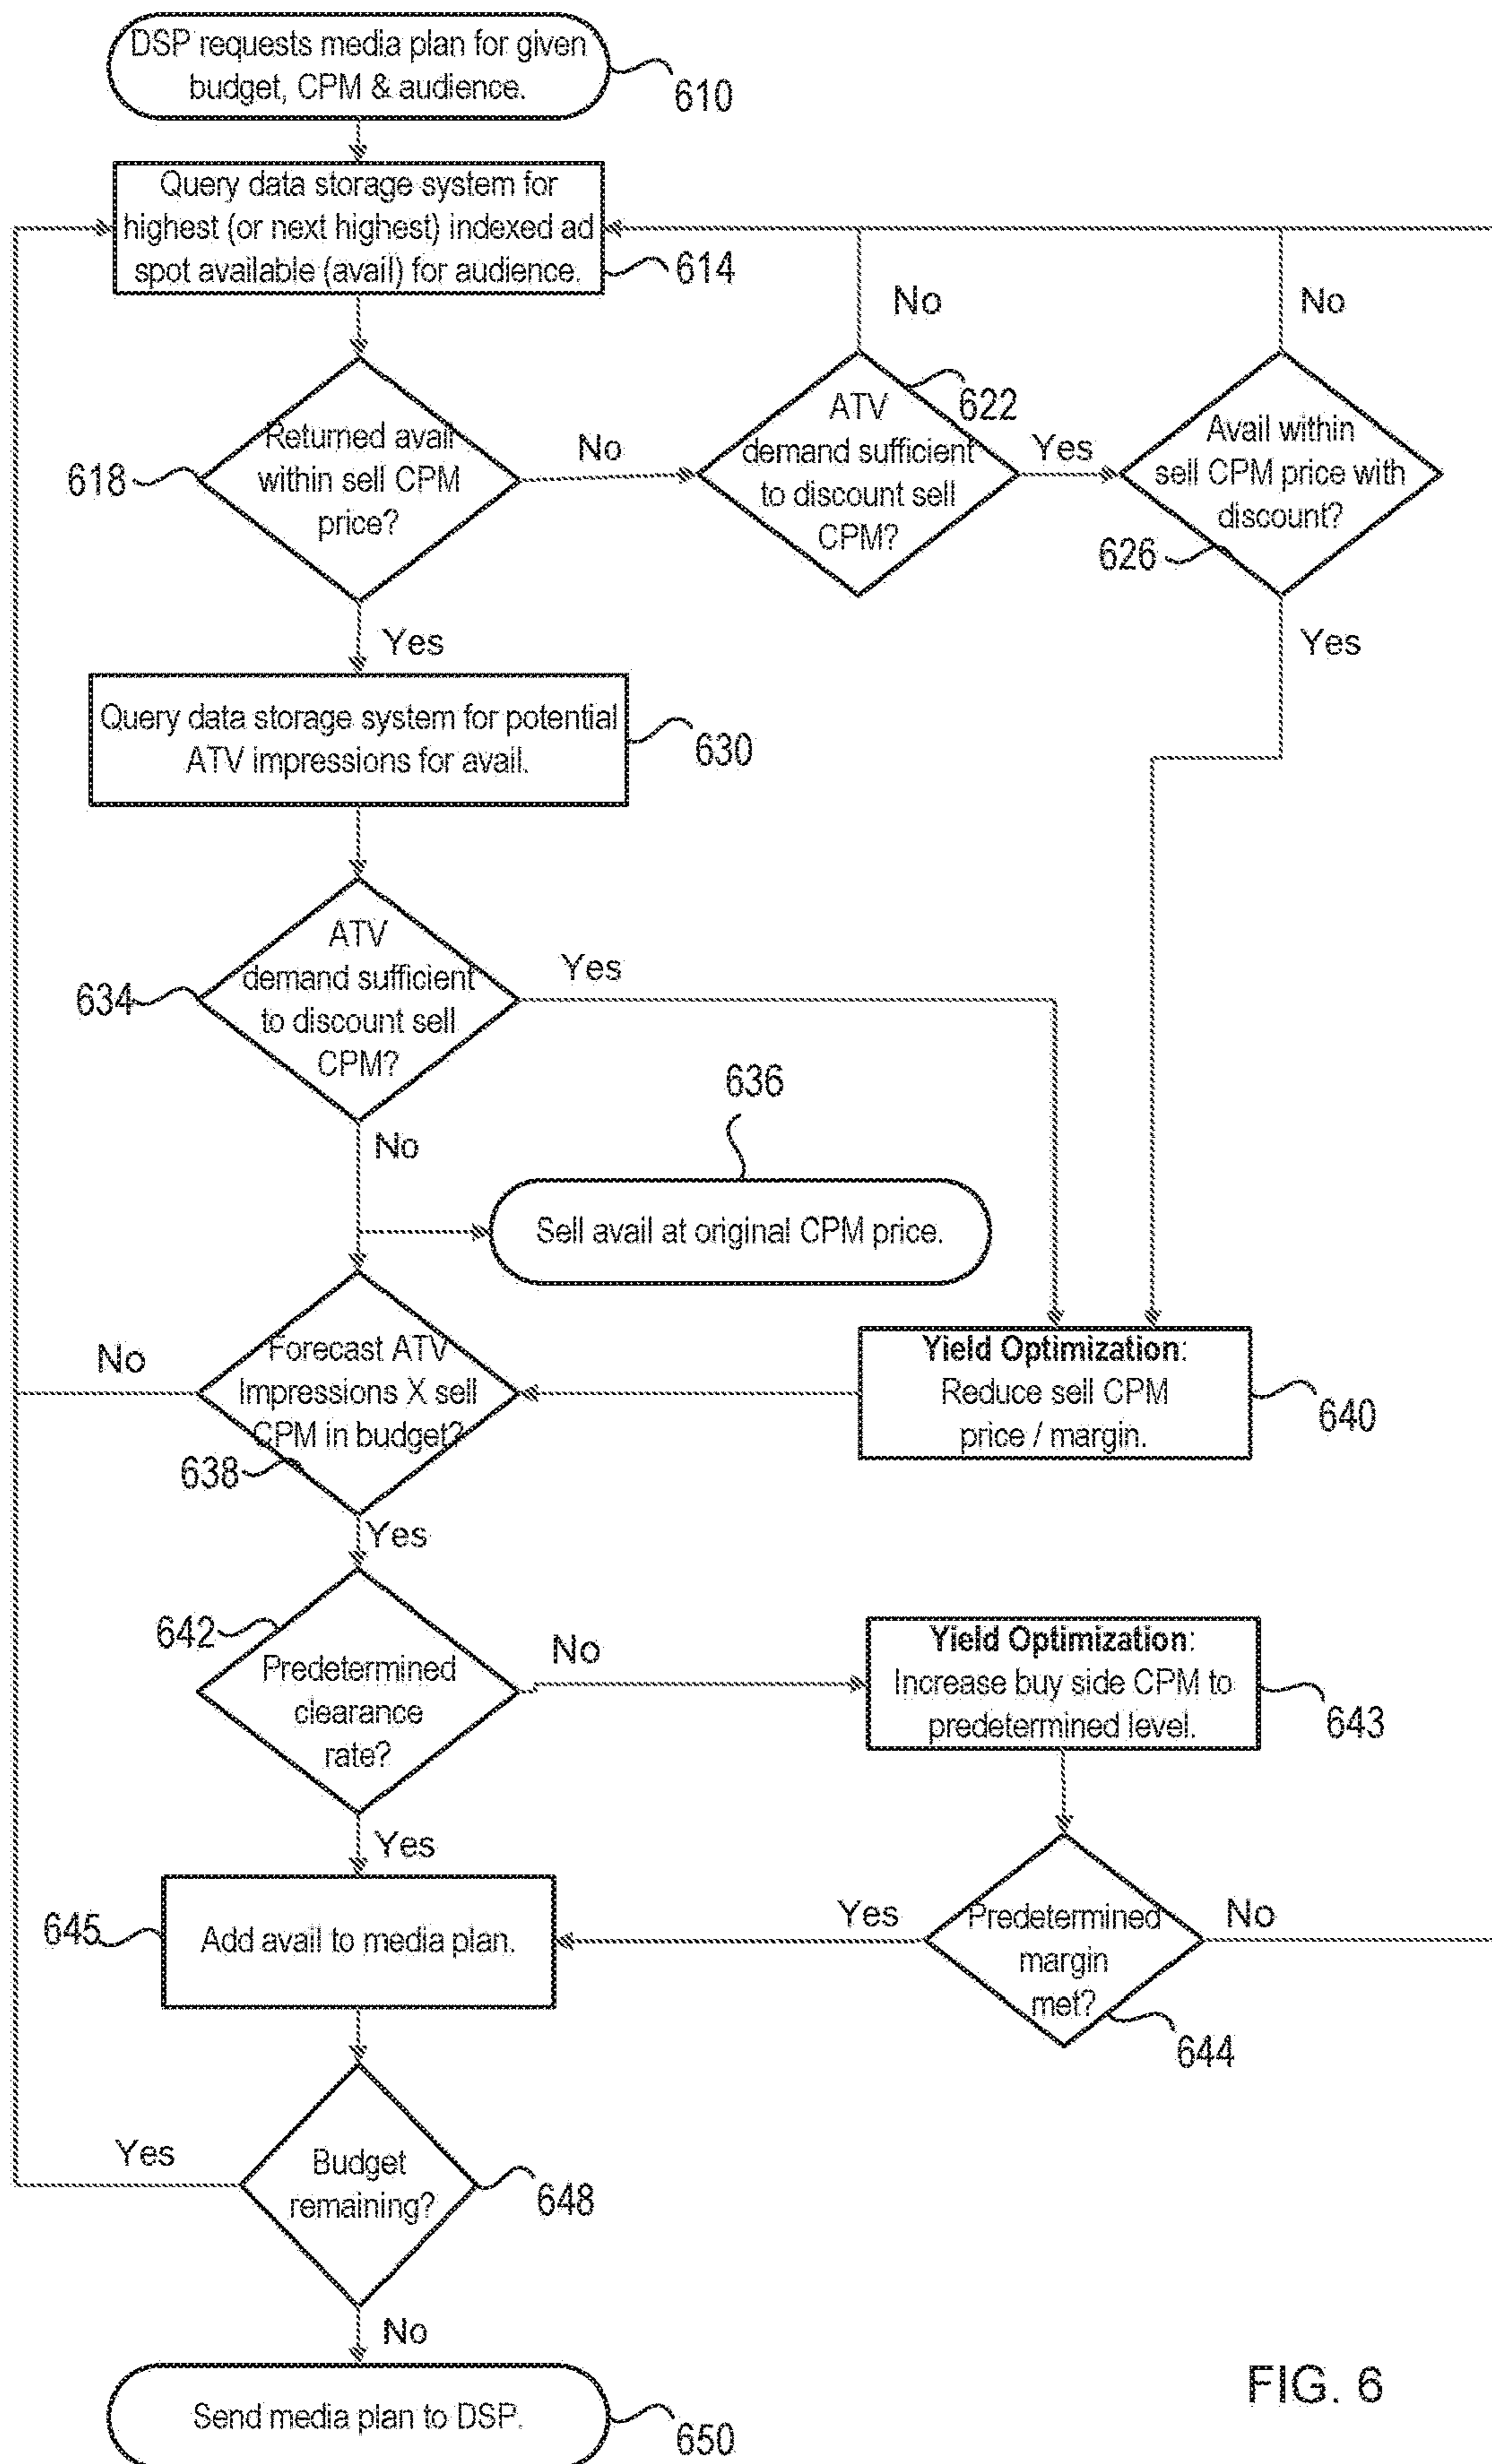 DSP requests media plan for given
budget, CPM & audience.
610
Query data storage system for
highest (or next highest) indexed ad
spot available (avail) for audience.
614
No
No
Returned avail
within sell CPM
price?
618
No
ATV
demand sufficient
to discount sell
CPM?
622
Yes
Avail within
sell CPM price with
discount?
626
Yes
Yes
Query data storage system for potential
ATV impressions for avail.
630
ATV
demand sufficient
to discount sell
CPM?
634
Yes
No
636
Sell avail at original CPM price.
No
Forecast ATV
Impressions X sell
CPM in budget?
638
Yield Optimization:
Reduce sell CPM
price / margin.
640
Yes
642
Predetermined
clearance
rate?
No
Yield Optimization:
Increase buy side CPM to
predetermined level.
643
Yes
645
Add avail to media plan.
Yes
Predetermined
margin
met?
No
644
Yes
Budget
remaining?
648
No
Send media plan to DSP.
650
FIG. 6